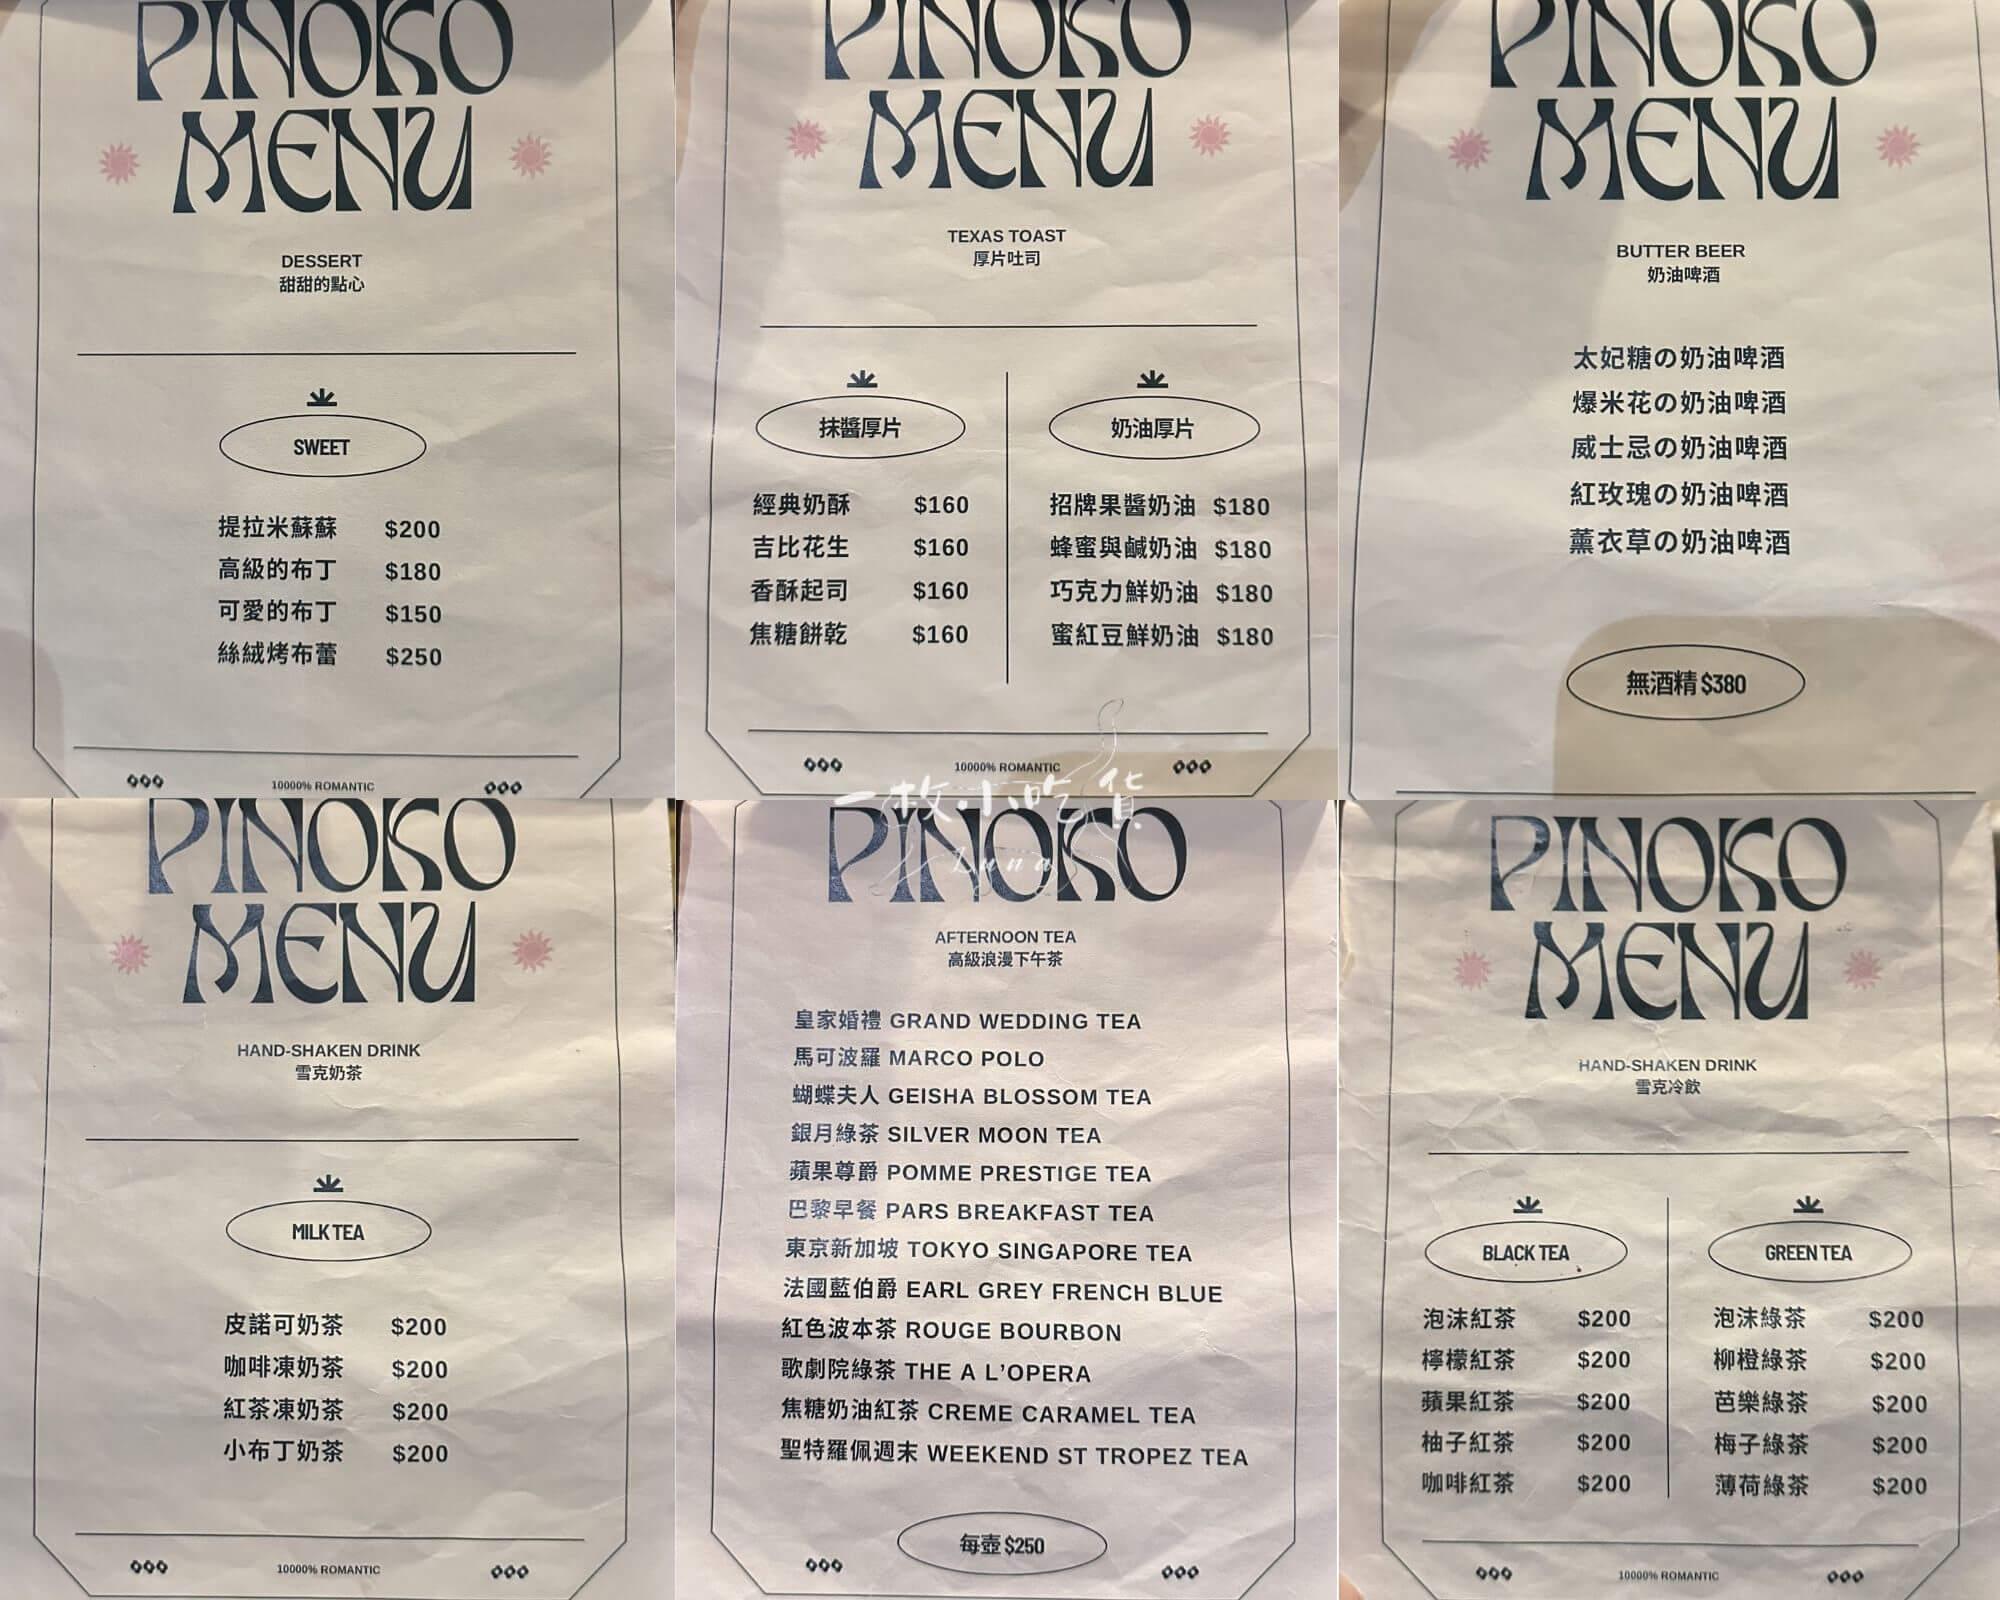 PINOKO
MENU
DESSERT
甜甜的點心
SWEET
提拉米蘇蘇 $200
高級的布丁 $180
可愛的布丁 $150
絲絨烤布蕾 $250
10000% ROMANTIC
PINOKO
MENU
TEXAS TOAST
厚片吐司
抹醬厚片
經典奶酥 $160
吉比花生 $160
香酥起司 $160
焦糖餅乾 $160
奶油厚片
招牌果醬奶油 $180
蜂蜜與鹹奶油 $180
巧克力鮮奶油 $180
蜜紅豆鮮奶油 $180
10000% ROMANTIC
PINOKO
MENU
BUTTER BEER
奶油啤酒
太妃糖の奶油啤酒
爆米花の奶油啤酒
威士忌の奶油啤酒
紅玫瑰の奶油啤酒
薰衣草の奶油啤酒
無酒精 $380
一枚小吃貨
Luna
PINOKO
MENU
HAND-SHAKEN DRINK
雪克奶茶
MILK TEA
皮諾可奶茶 $200
咖啡凍奶茶 $200
紅茶凍奶茶 $200
小布丁奶茶 $200
10000% ROMANTIC
PINOKO
AFTERNOON TEA
高級浪漫下午茶
皇家婚禮 GRAND WEDDING TEA
馬可波羅 MARCO POLO
蝴蝶夫人 GEISHA BLOSSOM TEA
銀月綠茶 SILVER MOON TEA
蘋果尊爵 POMME PRESTIGE TEA
巴黎早餐 PARS BREAKFAST TEA
東京新加坡 TOKYO SINGAPORE TEA
法國藍伯爵 EARL GREY FRENCH BLUE
紅色波本茶 ROUGE BOURBON
歌劇院綠茶 THE A L’OPERA
焦糖奶油紅茶 CREME CARAMEL TEA
聖特羅佩週末 WEEKEND ST TROPEZ TEA
每壺 $250
PINOKO
MENU
HAND-SHAKEN DRINK
雪克冷飲
BLACK TEA
泡沫紅茶 $200
檸檬紅茶 $200
蘋果紅茶 $200
柚子紅茶 $200
咖啡紅茶 $200
GREEN TEA
泡沫綠茶 $200
柳橙綠茶 $200
芭樂綠茶 $200
梅子綠茶 $200
薄荷綠茶 $200
10000% ROMANTIC